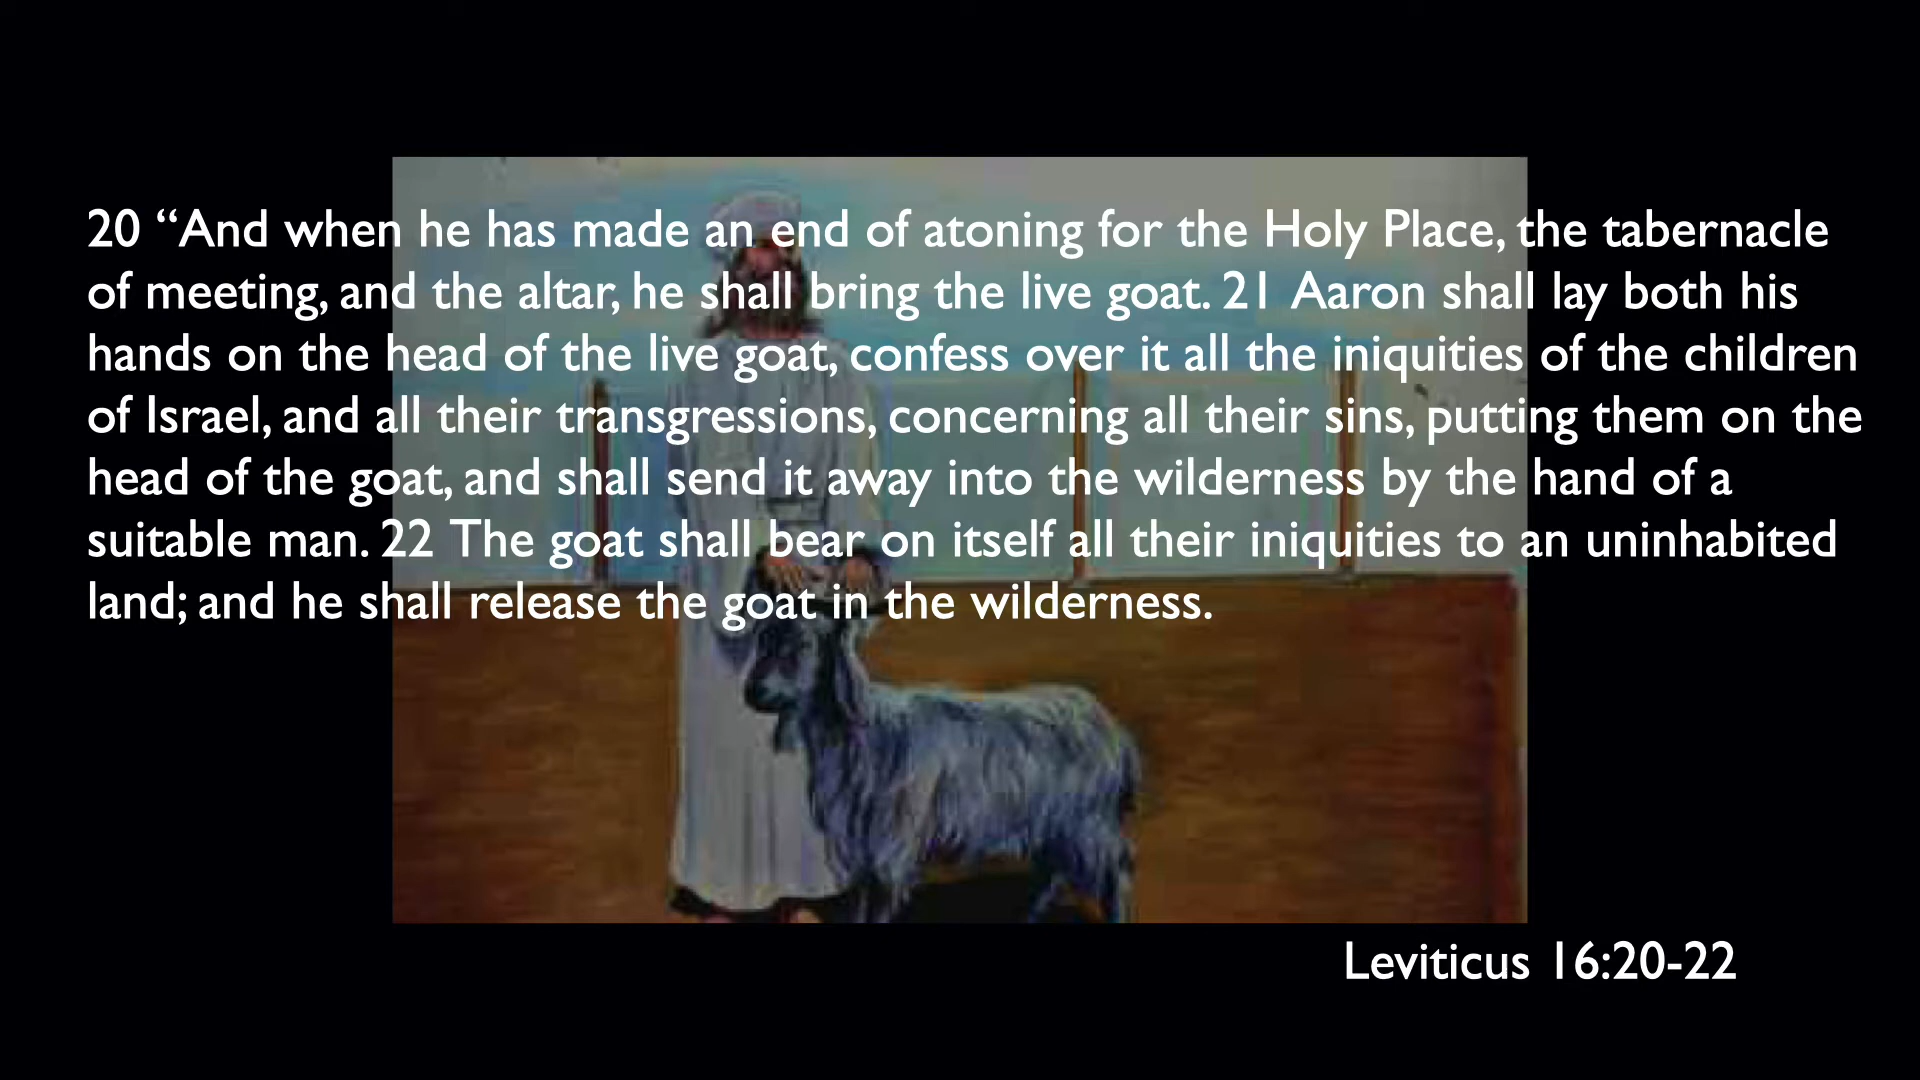 20 “And when he has made an end of atoning for the Holy Place, the tabernacle
of meeting, and the altar, he shall bring the live goat. 21 Aaron shall lay both his
hands on the head of the live goat, confess over it all the iniquities of the children
of Israel, and all their transgressions, concerning all their sins, putting them on the
head of the goat, and shall send it away into the wilderness by the hand of a
suitable man. 22 The goat shall bear on itself all their iniquities to an uninhabited
land; and he shall release the goat in the wilderness.
Leviticus 16:20-22